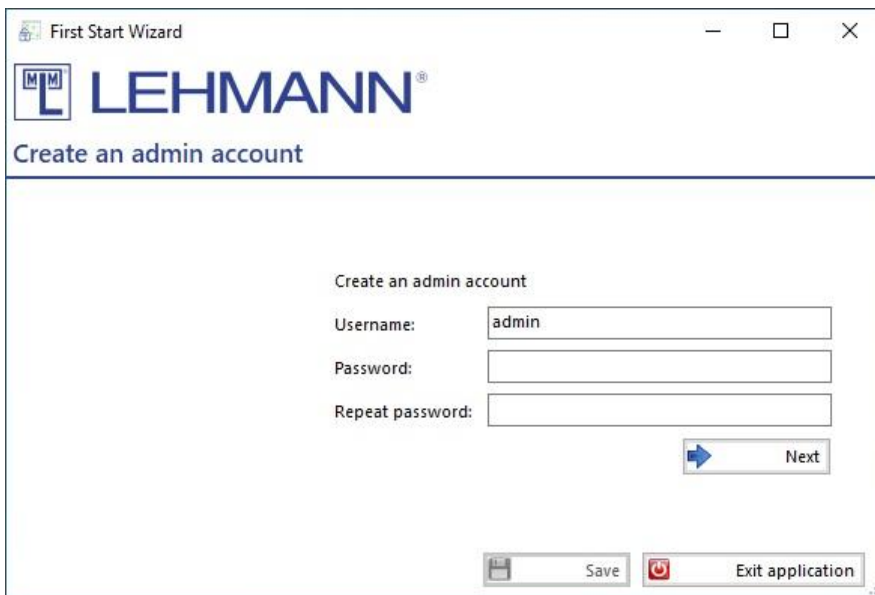 First Start Wizard
MLM LEHMANN®
Create an admin account
Create an admin account
Username: admin
Password:
Repeat password:
Next
Save Exit application